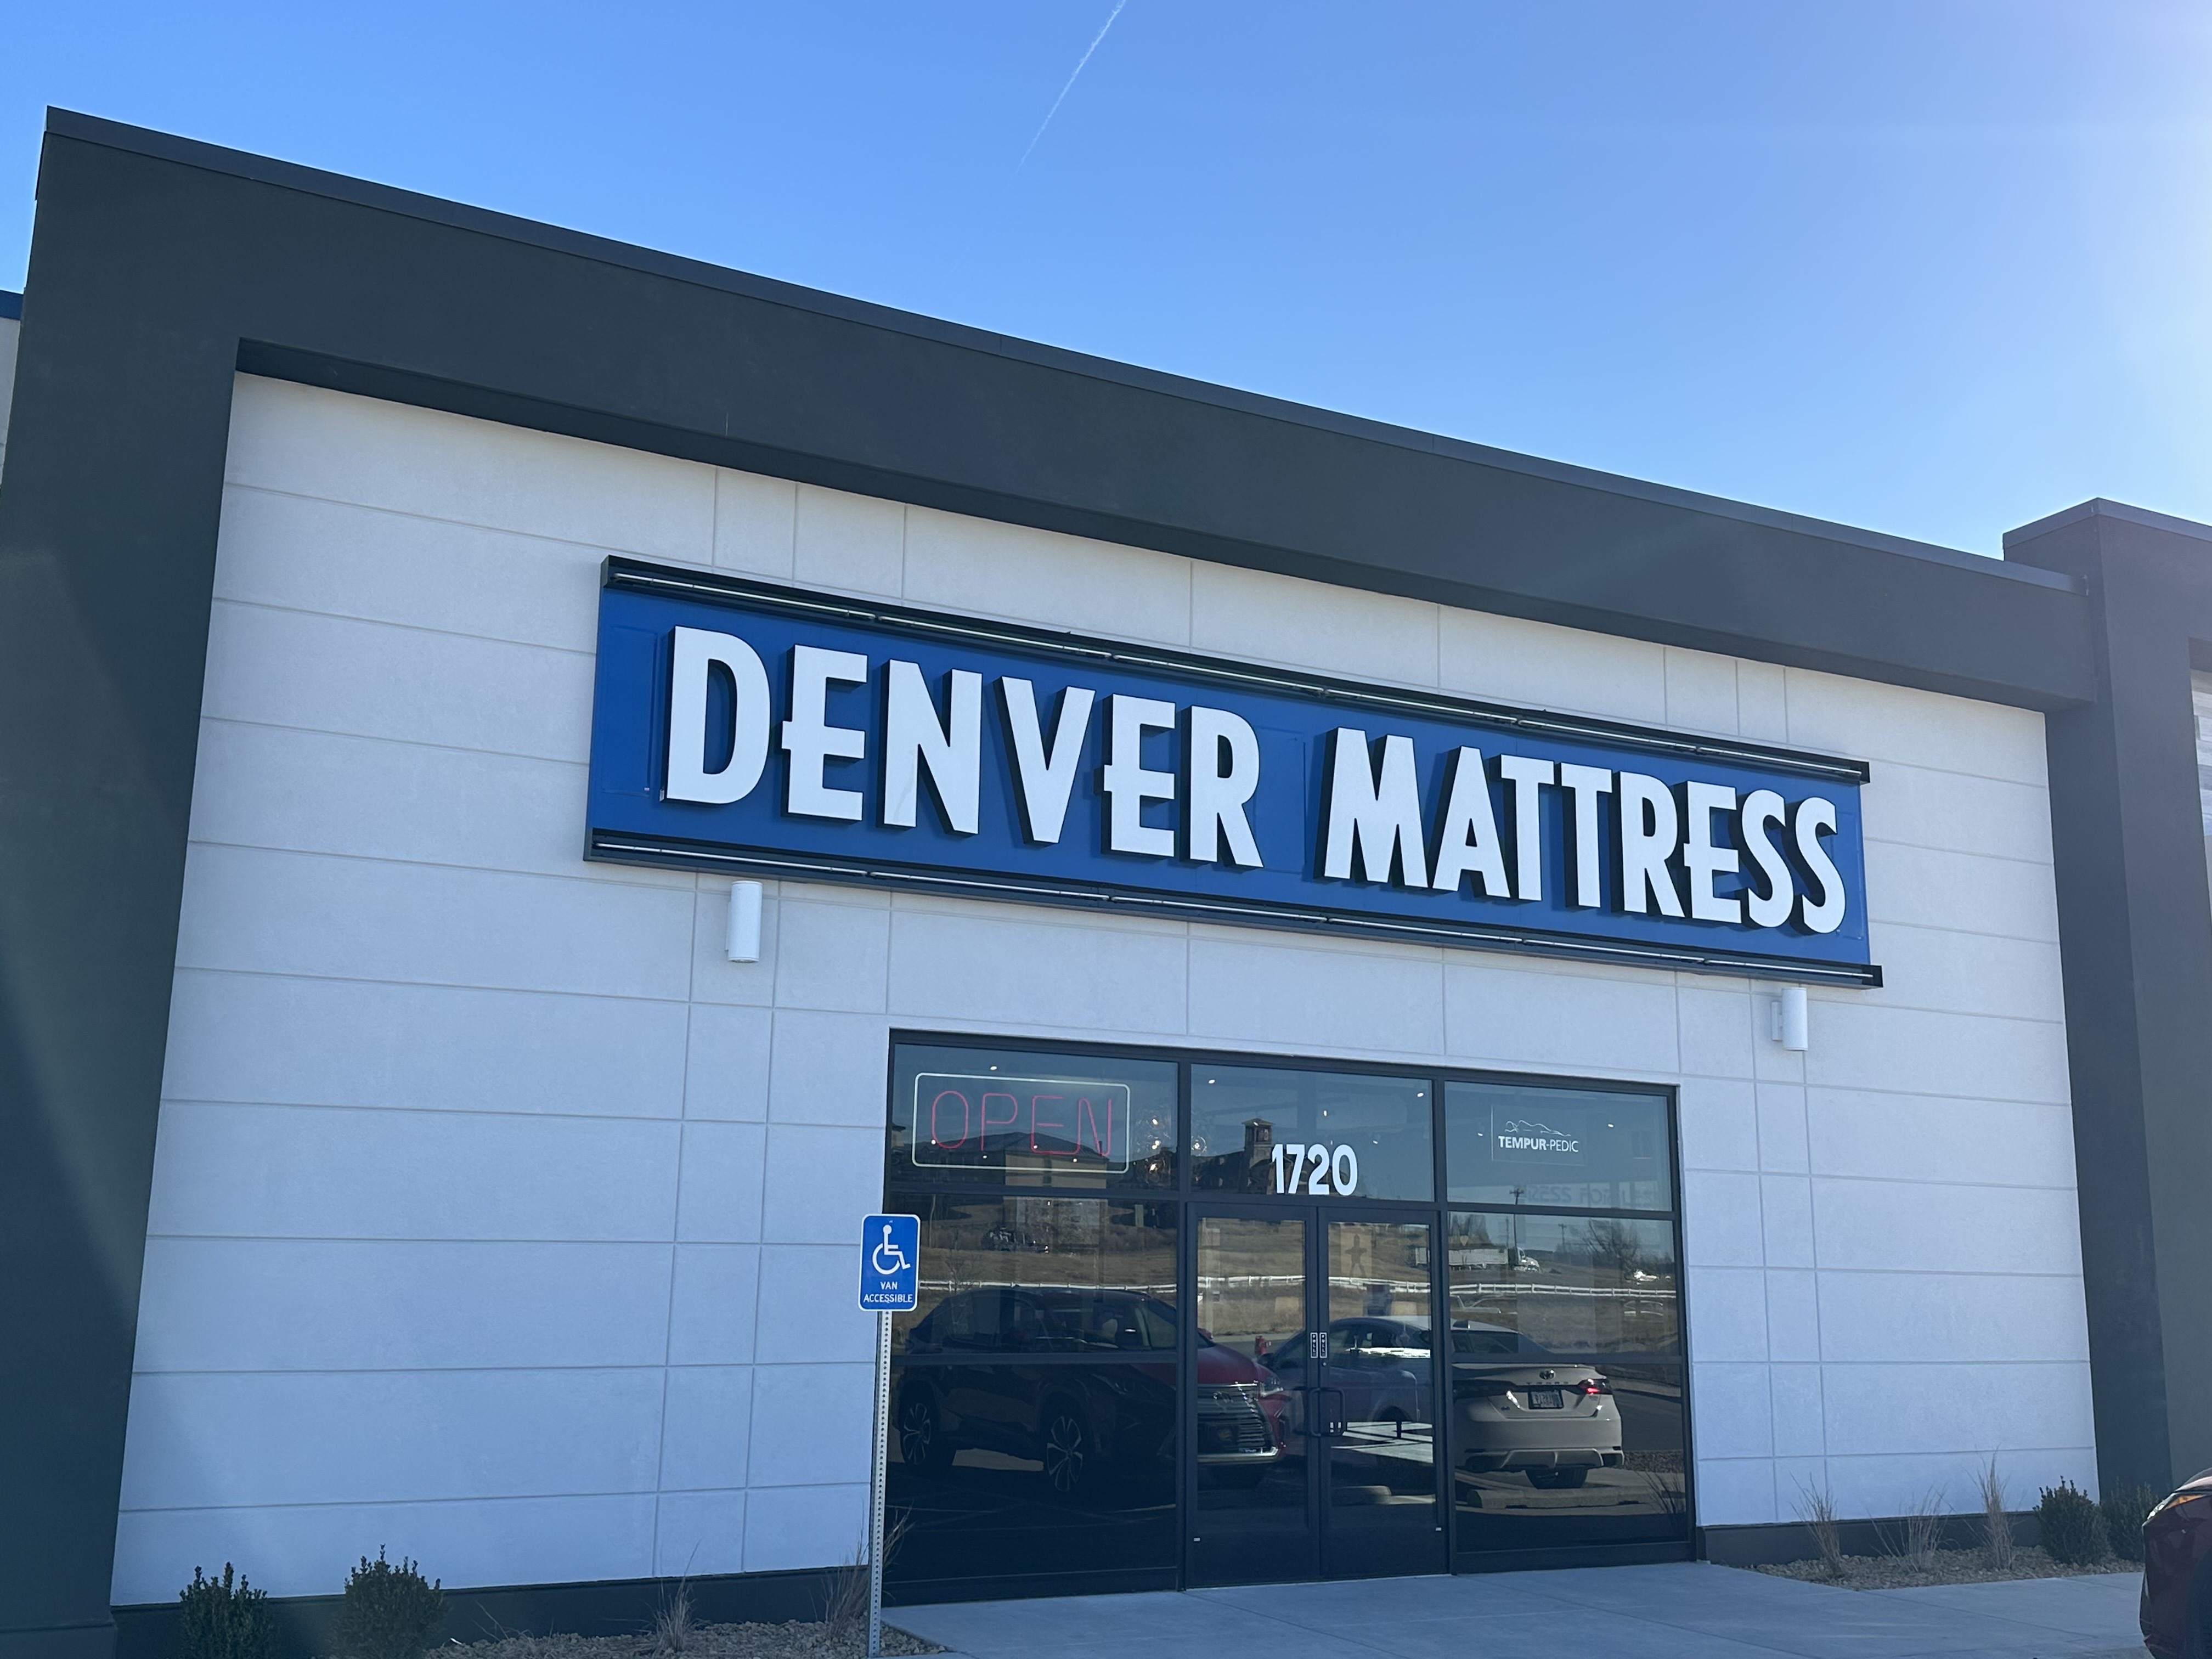 DENVER MATTRESS
OPEN
1720
TEMPUR-PEDIC
VAN
ACCESSIBLE